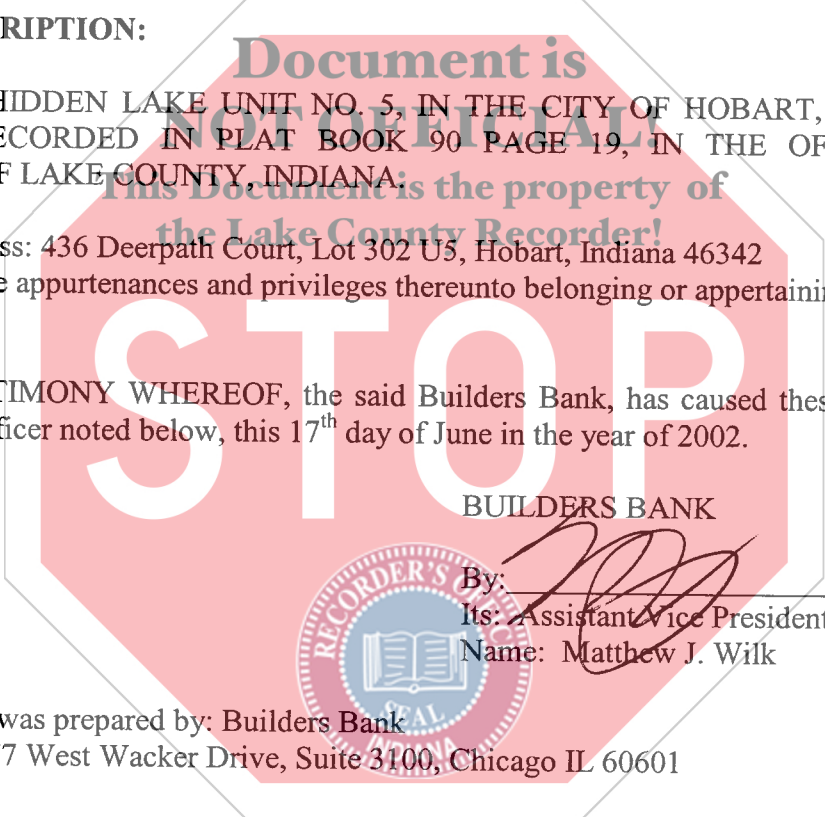 RIPTION:
Document is
HIDDEN LAKE UNIT NO. 5, IN THE CITY OF HOBART,
NOT OFFICIAL!
ECORDED IN PLAT BOOK 90 PAGE 19, IN THE OF
F LAKE COUNTY, INDIANA.
This Document is the property of
the Lake County Recorder!
ss: 436 Deerpath Court, Lot 302 U5, Hobart, Indiana 46342
e appurtenances and privileges thereunto belonging or appertainin
STOP
TIMONY WHEREOF, the said Builders Bank, has caused thes
ficer noted below, this 17th day of June in the year of 2002.
BUILDERS BANK
By:
Its: Assistant Vice President
Name: Matthew J. Wilk
RECORDER'S OFFICE
SEAL
INDIANA
was prepared by: Builders Bank
7 West Wacker Drive, Suite 3100, Chicago IL 60601